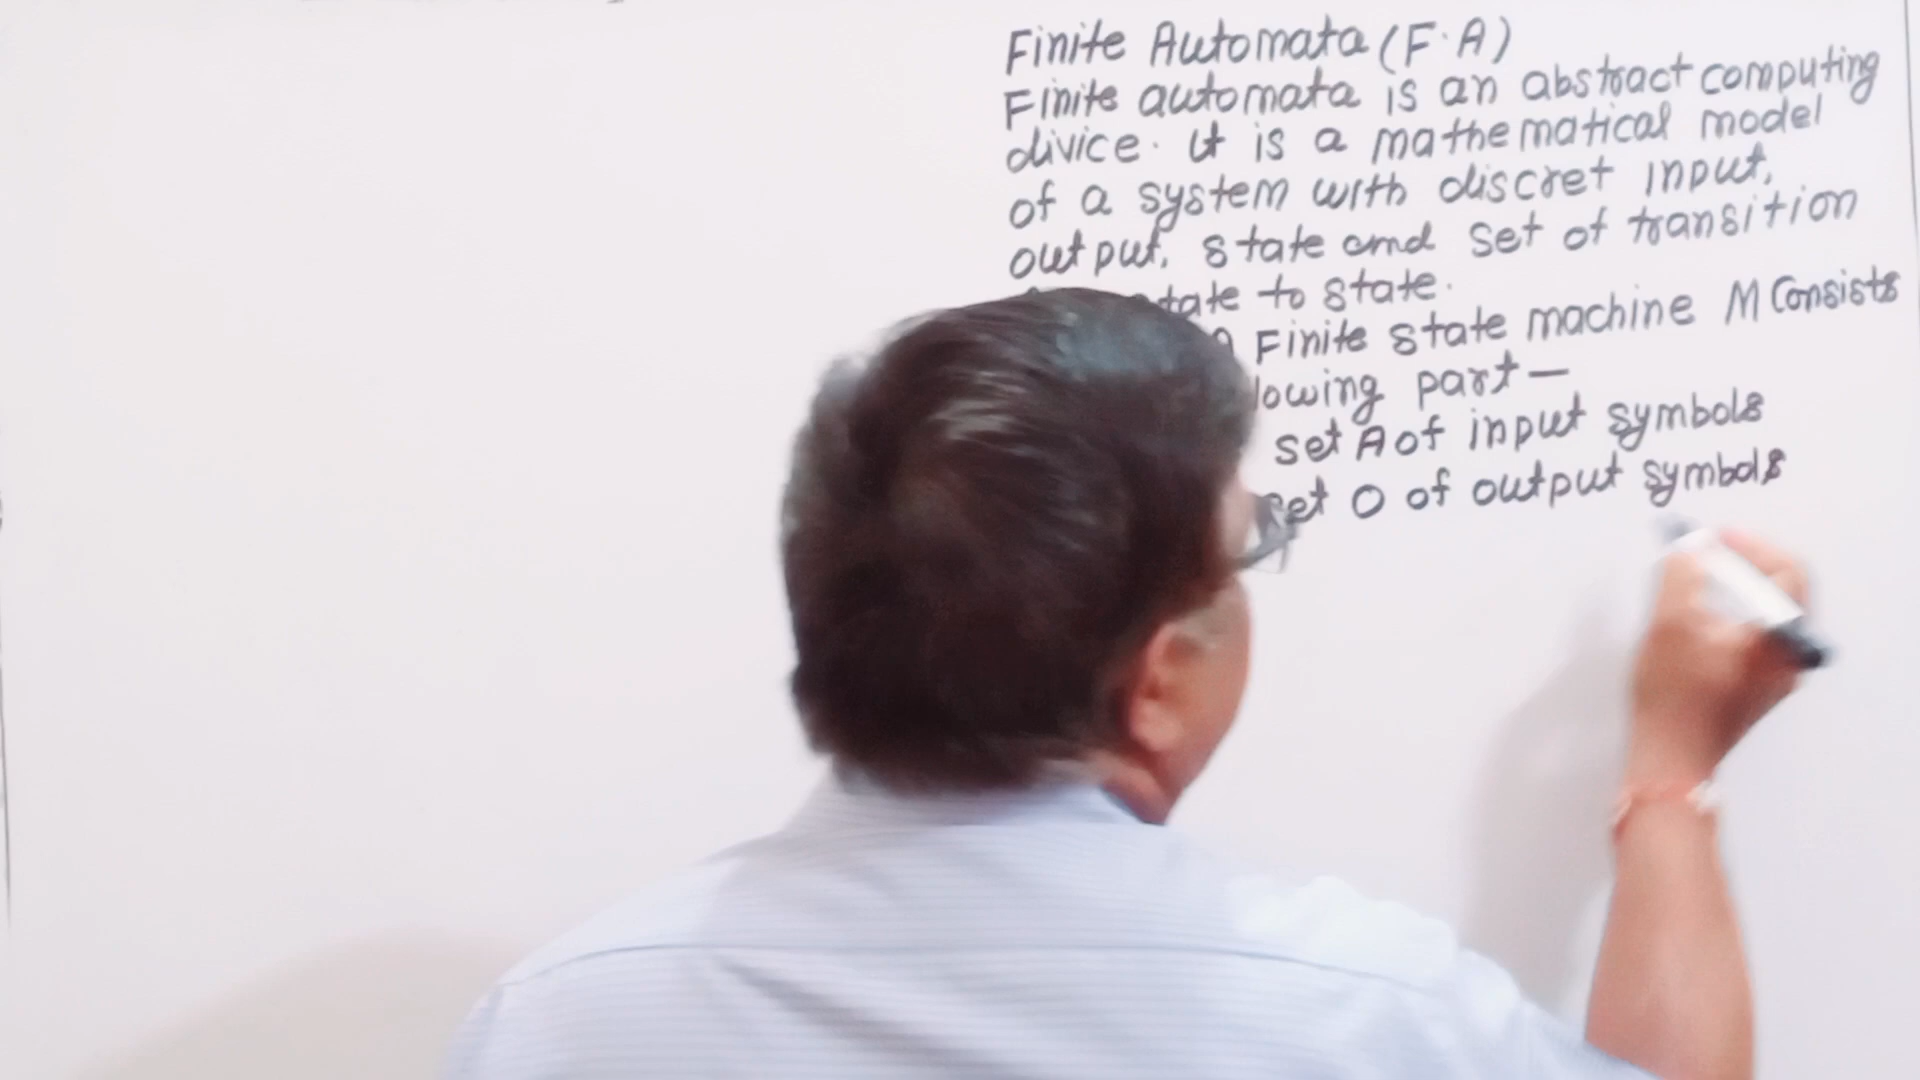 Finite Automata (F.A)
Finite automata is an abstract computing
divice. It is a mathematical model
of a system with discret input,
output, state and set of transition
state to state.
Finite state machine M Consists
part —
set A of input symbols
set O of output symbols